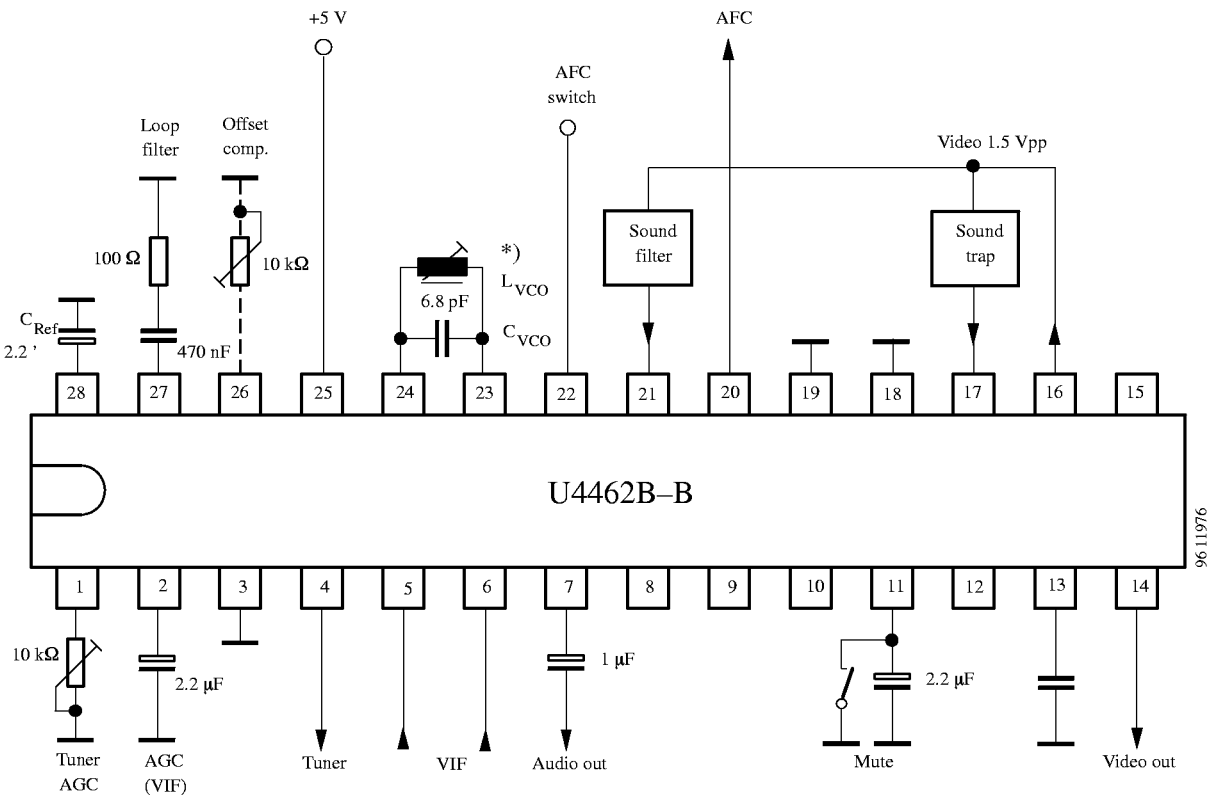 +5 V
AFC
AFC
switch
Loop
filter
Offset
comp.
Video 1.5 Vpp
100 Ω
10 kΩ
*)
L VCO
6.8 pF
C VCO
Sound
filter
Sound
trap
C Ref
2.2 '
470 nF
28 27 26 25 24 23 22 21 20 19 18 17 16 15
U4462B–B
96 11976
1 2 3 4 5 6 7 8 9 10 11 12 13 14
10 kΩ
2.2 µF
1 µF
2.2 µF
Tuner
AGC
AGC
(VIF)
Tuner
VIF
Audio out
Mute
Video out